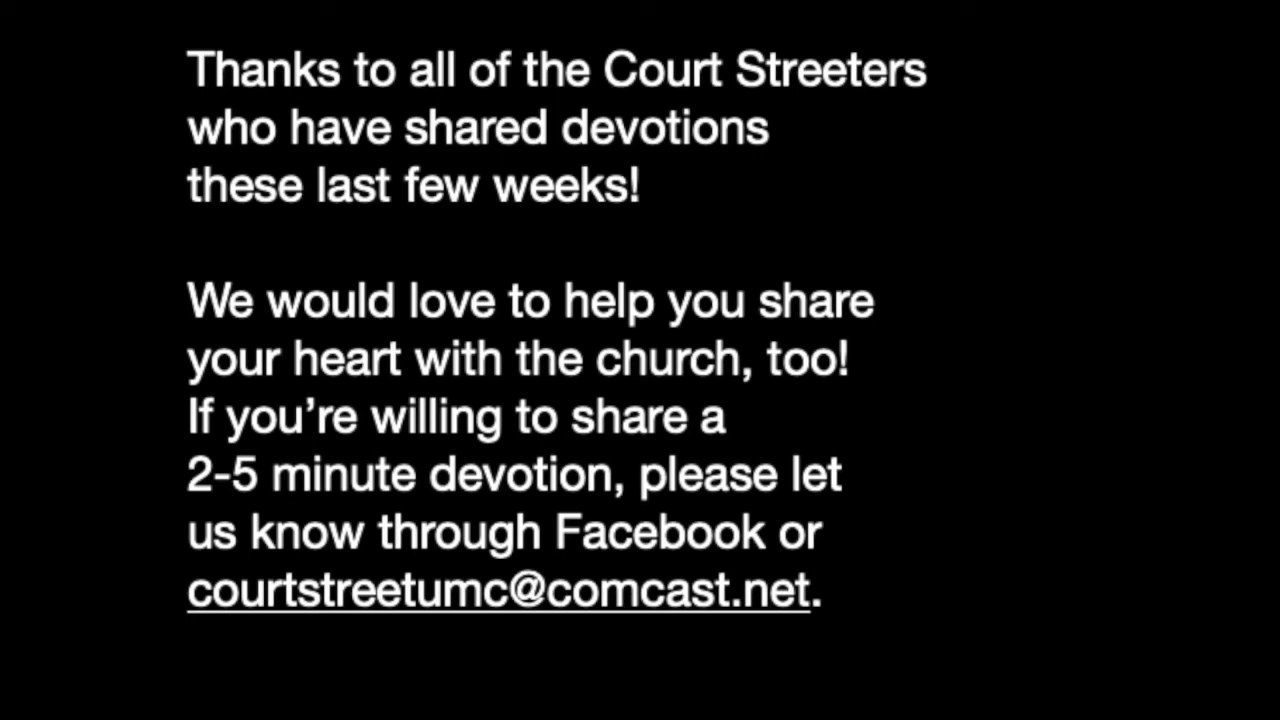 Thanks to all of the Court Streeters
who have shared devotions
these last few weeks!
We would love to help you share
your heart with the church, too!
If you’re willing to share a
2-5 minute devotion, please let
us know through Facebook or
courtstreetumc@comcast.net.